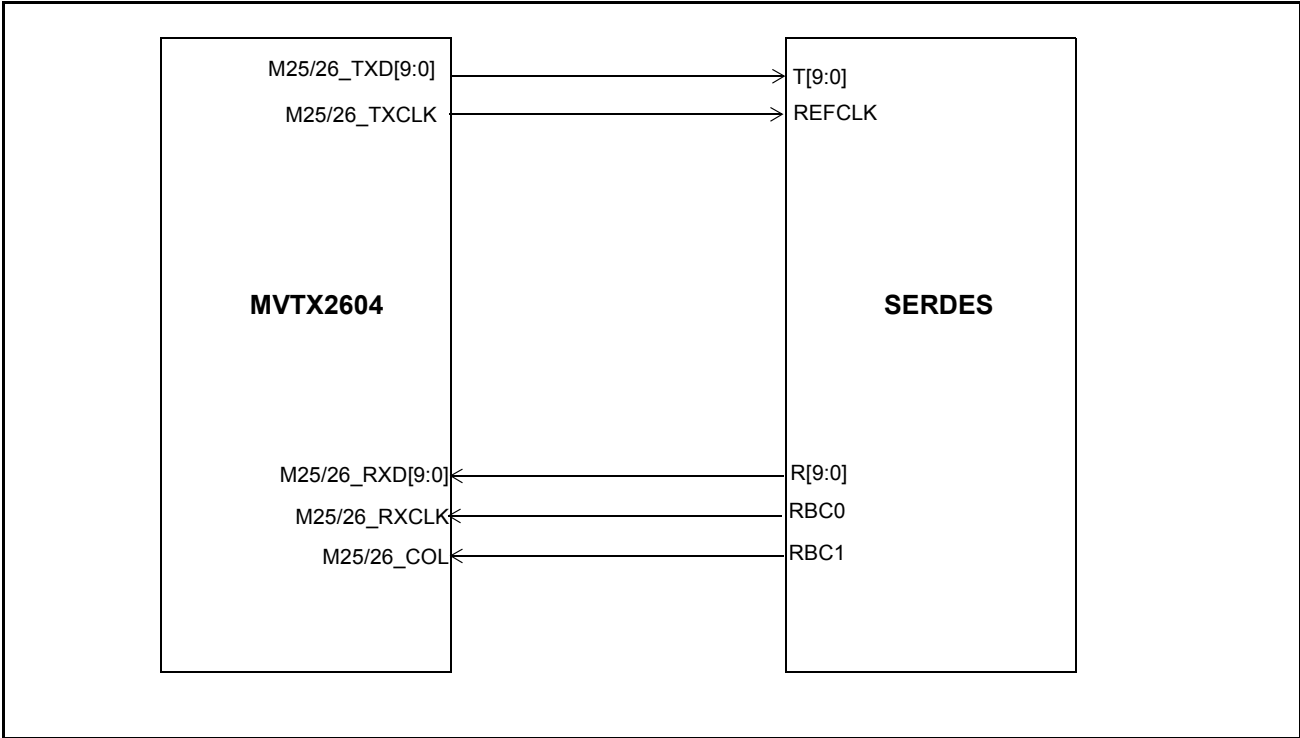 M25/26_TXD[9:0]
T[9:0]
M25/26_TXCLK
REFCLK
MVTX2604
SERDES
M25/26_RXD[9:0]
R[9:0]
M25/26_RXCLK
RBC0
M25/26_COL
RBC1